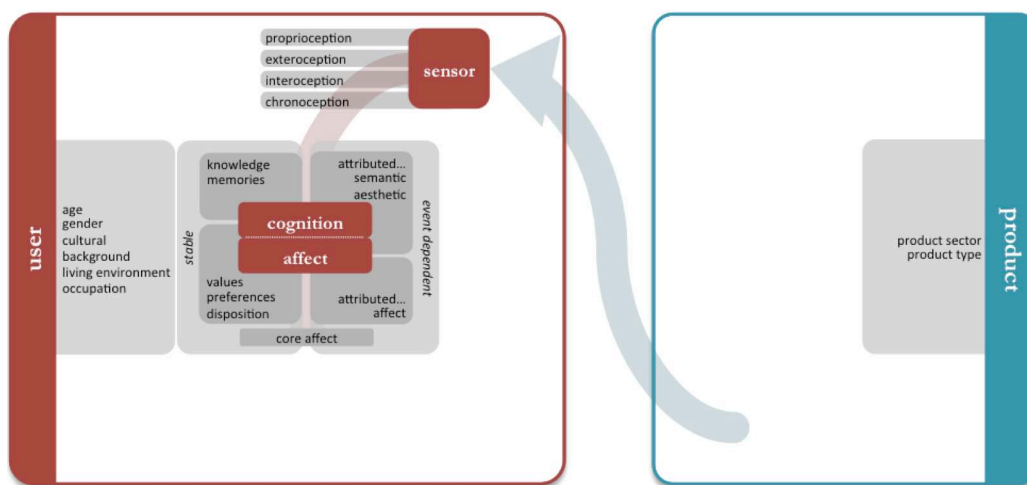 user
proprioception
exteroception
interoception
chronoception
sensor
age
gender
cultural
background
living environment
occupation
stable
knowledge
memories
attributed...
semantic
aesthetic
cognition
affect
event dependent
values
preferences
disposition
attributed...
affect
core affect
product sector
product type
product